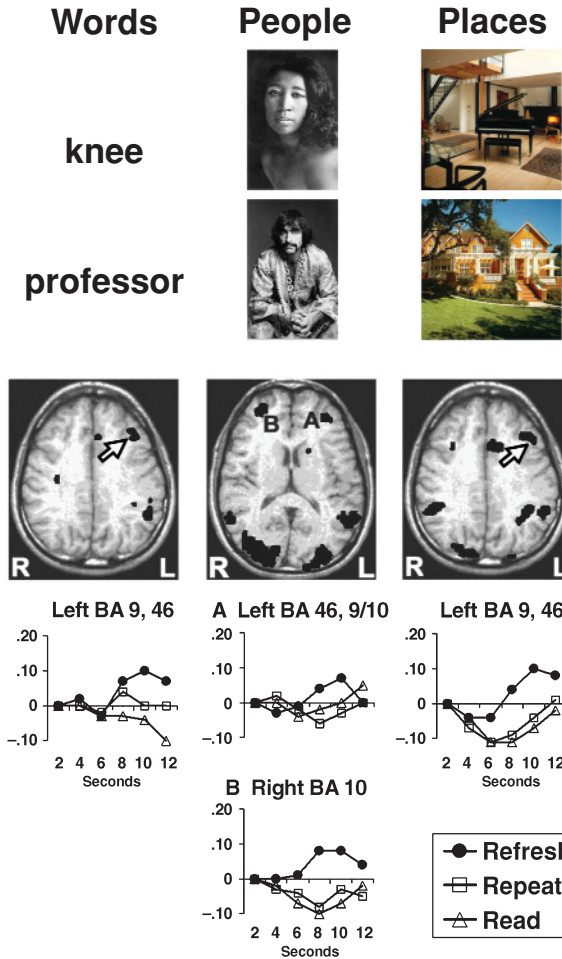 Words People Places
knee
professor
B A
R L R L R L
Left BA 9, 46 A Left BA 46, 9/10 Left BA 9, 46
.20 .20 .20
.10 .10 .10
0 0 0
–.10 –.10 –.10
2 4 6 8 10 12 2 4 6 8 10 12 2 4 6 8 10 12
Seconds Seconds
B Right BA 10
.20
.10
0
–.10
2 4 6 8 10 12
Seconds
Refresh
Repeat
Read